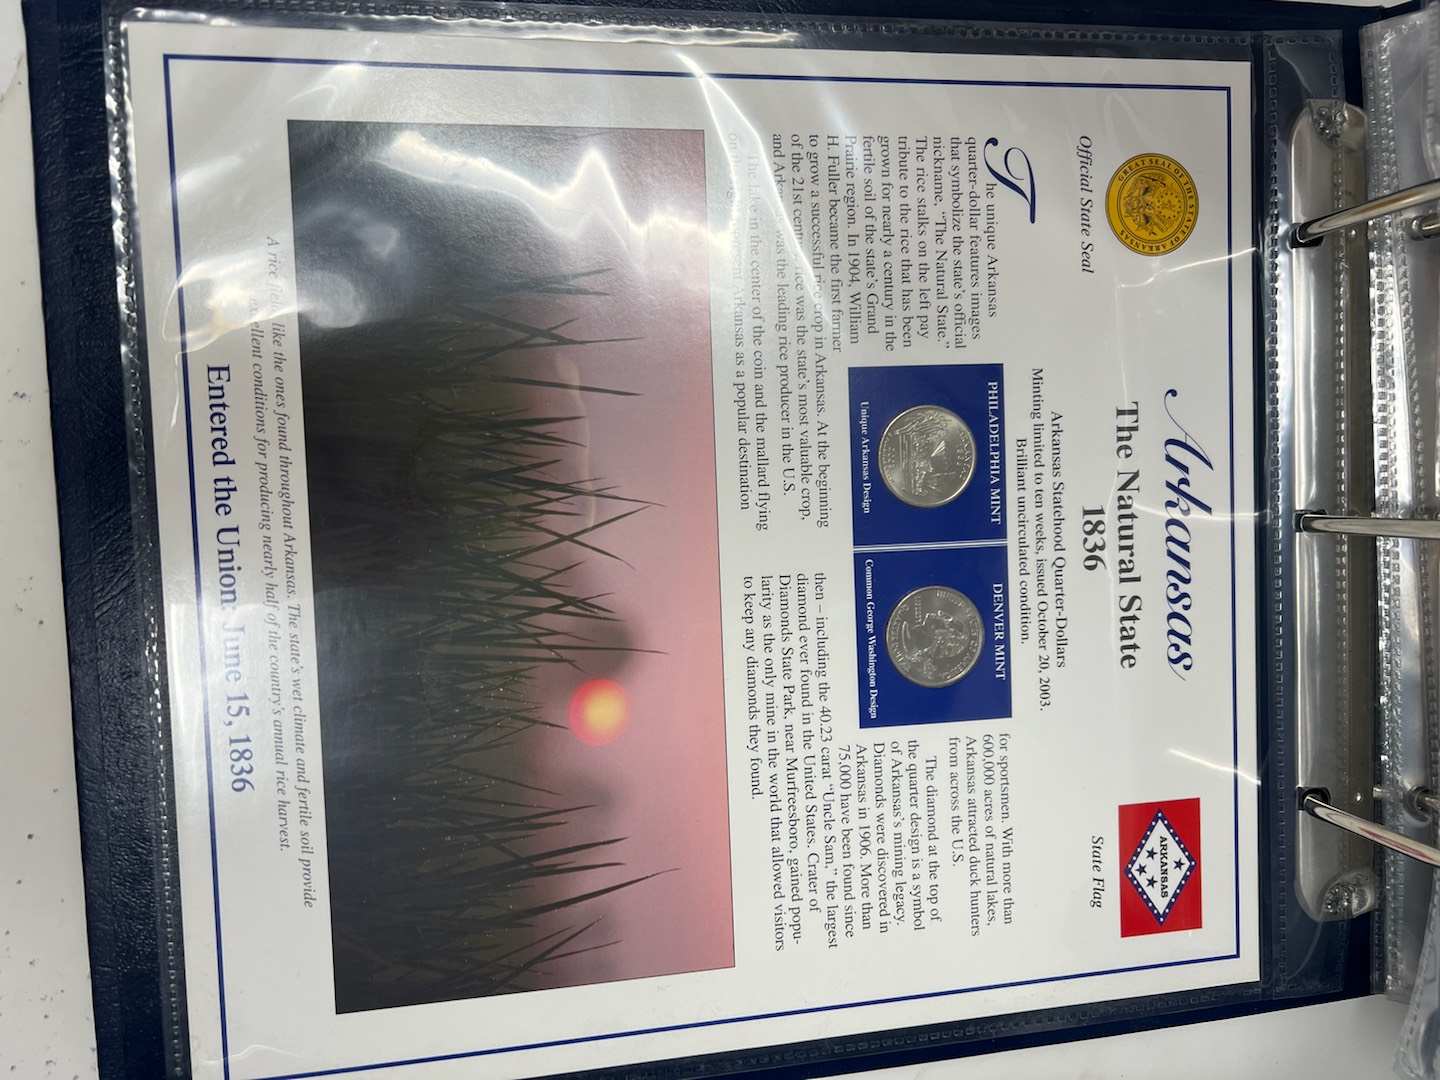 Arkansas
The Natural State
1836
Arkansas Statehood Quarter-Dollars
Minting limited to ten weeks, issued October 20, 2003.
Brilliant uncirculated condition.
GREAT SEAL OF THE STATE OF ARKANSAS
Official State Seal
ARKANSAS
State Flag
The unique Arkansas
quarter-dollar features images
that symbolize the state's official
nickname, "The Natural State."
The rice stalks on the left pay
tribute to the rice that has been
grown for nearly a century in the
fertile soil of the state's Grand
Prairie region. In 1904, William
H. Fuller became the first farmer
to grow a successful rice crop in Arkansas. At the beginning
of the 21st century, rice was the state's most valuable crop,
and Arkansas was the leading rice producer in the U.S.
The lake in the center of the coin and the mallard flying
Arkansas as a popular destination
PHILADELPHIA MINT
Unique Arkansas Design
DENVER MINT
Common George Washington Design
for sportsmen. With more than
600,000 acres of natural lakes,
Arkansas attracted duck hunters
from across the U.S.
The diamond at the top of
the quarter design is a symbol
of Arkansas's mining legacy.
Diamonds were discovered in
Arkansas in 1906. More than
75,000 have been found since
then – including the 40.23 carat "Uncle Sam," the largest
diamond ever found in the United States. Crater of
Diamonds State Park, near Murfreesboro, gained popu-
larity as the only mine in the world that allowed visitors
to keep any diamonds they found.
A rice field like the ones found throughout Arkansas. The state's wet climate and fertile soil provide
excellent conditions for producing nearly half of the country's annual rice harvest.
Entered the Union: June 15, 1836